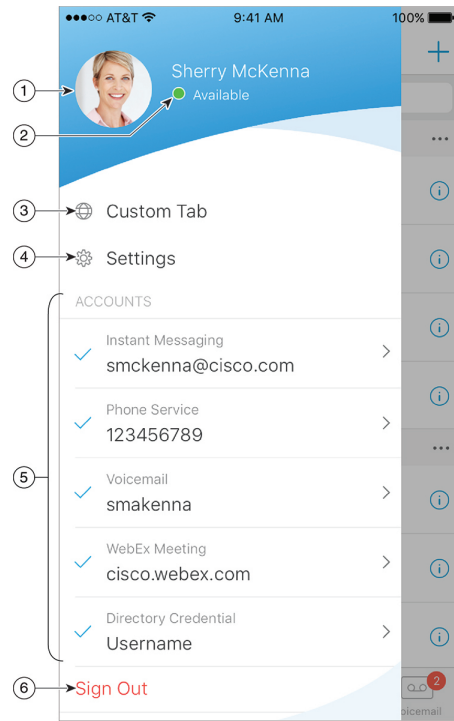 AT&T 9:41 AM 100%
1
Sherry McKenna
2
Available
3 Custom Tab
4 Settings
ACCOUNTS
Instant Messaging
smckenna@cisco.com
Phone Service
123456789
5
Voicemail
smakenna
WebEx Meeting
cisco.webex.com
Directory Credential
Username
6 Sign Out
2
oicemail